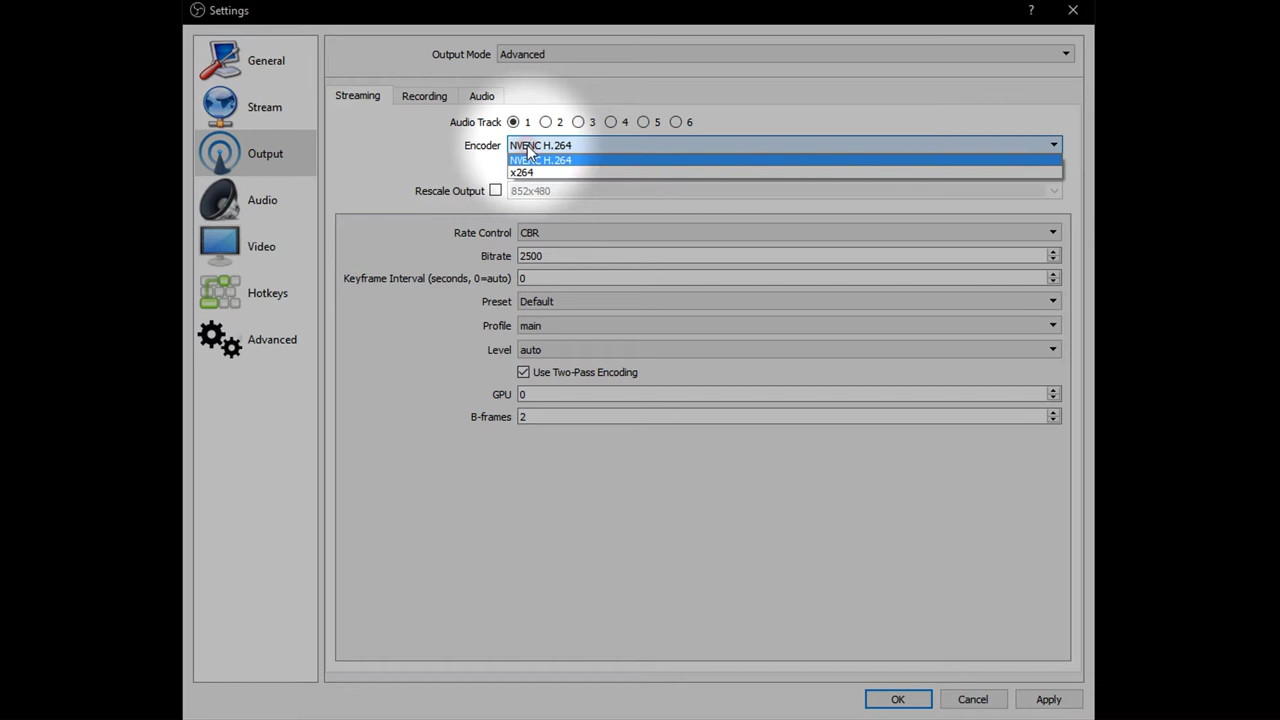 Settings
?
General
Stream
Output
Audio
Video
Hotkeys
Advanced
Output Mode Advanced
Streaming Recording Audio
Audio Track 1 2 3 4 5 6
Encoder NVENC H.264
NVENC H.264
x264
Rescale Output 852x480
Rate Control CBR
Bitrate 2500
Keyframe Interval (seconds, 0=auto) 0
Preset Default
Profile main
Level auto
Use Two-Pass Encoding
GPU 0
B-frames 2
OK Cancel Apply